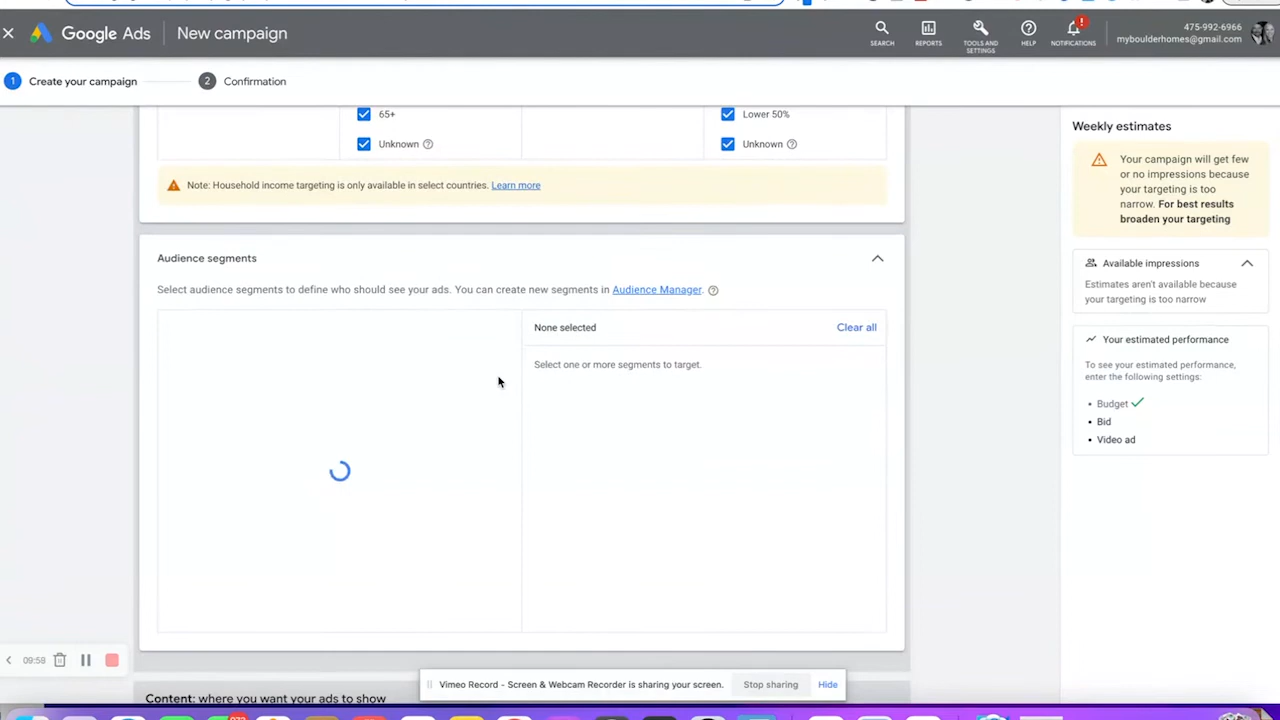 Google Ads
New campaign
SEARCH
REPORTS
TOOLS AND
SETTINGS
HELP
!
NOTIFICATIONS
475-992-6966
myboulderhomes@gmail.com
1 Create your campaign
2 Confirmation
65+
Lower 50%
Unknown
Unknown
Note: Household income targeting is only available in select countries. Learn more
Audience segments
Select audience segments to define who should see your ads. You can create new segments in Audience Manager.
None selected
Clear all
Select one or more segments to target.
Content: where you want your ads to show
Weekly estimates
Your campaign will get few
or no impressions because
your targeting is too
narrow. For best results
broaden your targeting
Available impressions
Estimates aren't available because
your targeting is too narrow
Your estimated performance
To see your estimated performance,
enter the following settings:
• Budget
• Bid
• Video ad
09:58
Vimeo Record - Screen & Webcam Recorder is sharing your screen.
Stop sharing
Hide